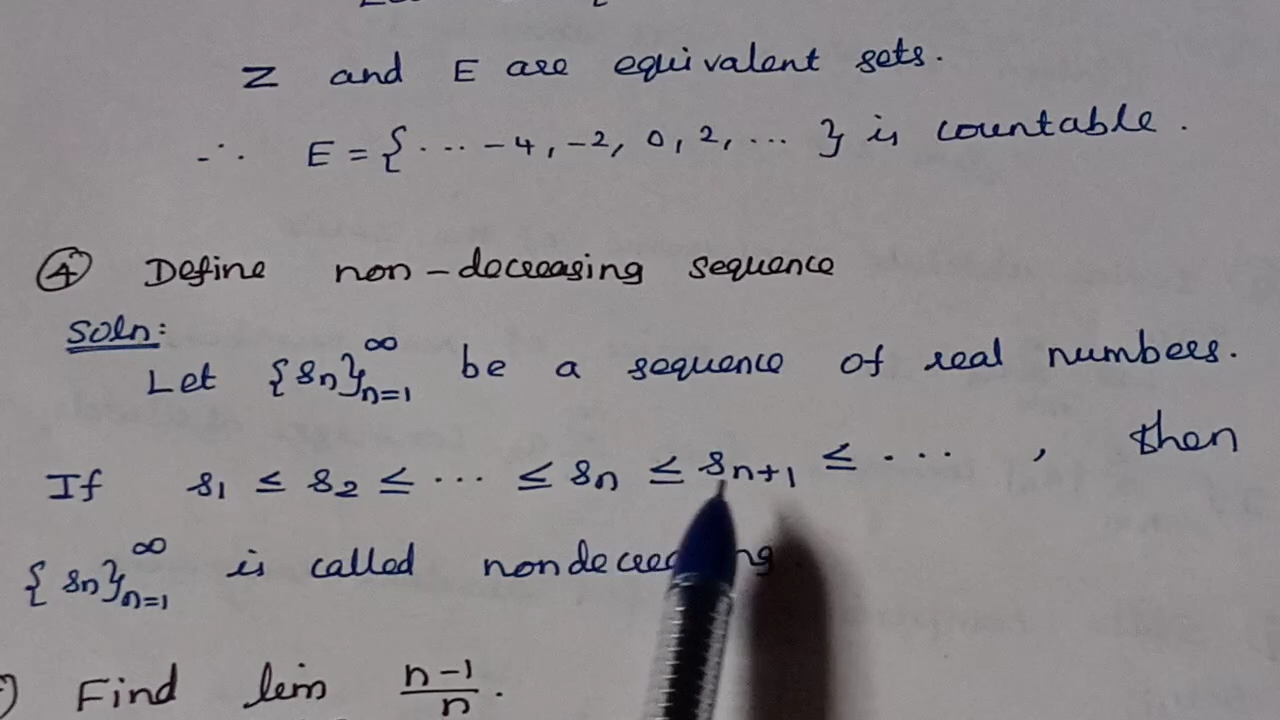 Z and E are equivalent sets.
∴ E = { ... -4, -2, 0, 2, ... } is countable.
④ Define non-decreasing sequence
Soln:
Let {sn}∞n=1 be a sequence of real numbers.
If s1 ≤ s2 ≤ ... ≤ sn ≤ sn+1 ≤ ... , then
{sn}∞n=1 is called nondecreasing.
) Find lim n-1/n.